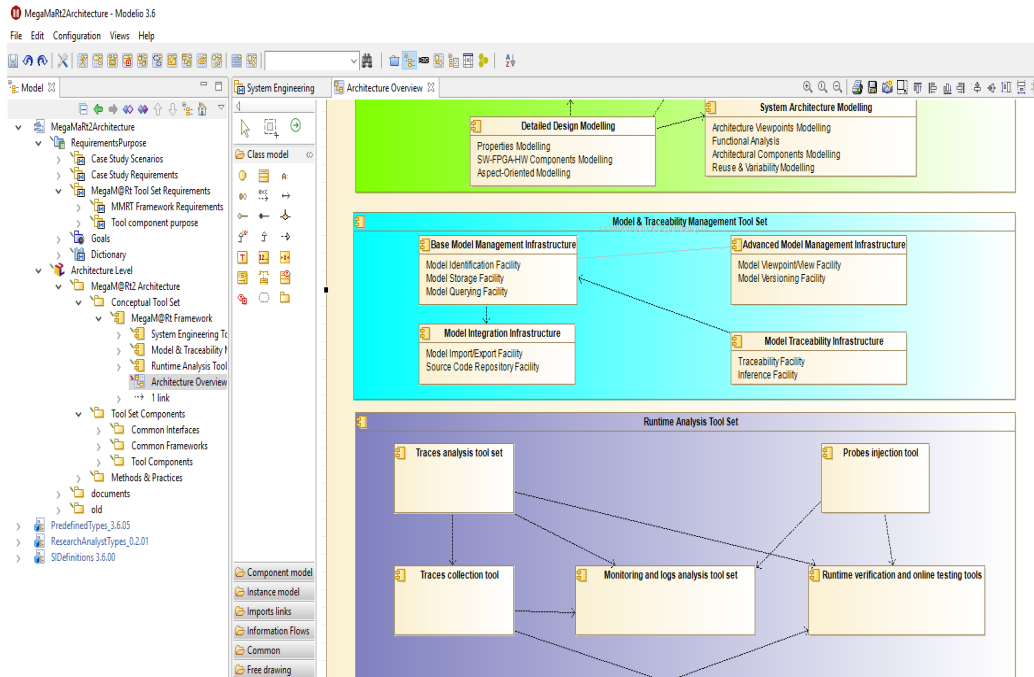 MegaMaRt2Architecture - Modelio 3.6
File Edit Configuration Views Help
Model
System Engineering
Architecture Overview
MegaMaRt2Architecture
RequirementsPurpose
Case Study Scenarios
Case Study Requirements
MegaM@Rt Tool Set Requirements
MMRT Framework Requirements
Tool component purpose
Goals
Dictionary
Architecture Level
MegaM@Rt2 Architecture
Conceptual Tool Set
MegaM@Rt Framework
System Engineering To
Model & Traceability
Runtime Analysis Tool
Architecture Overview
1 link
Tool Set Components
Common Interfaces
Common Frameworks
Tool Components
Methods & Practices
documents
old
PredefinedTypes_3.6.05
ResearchAnalystTypes_0.2.01
SIDefinitions 3.6.00
Class model
Component model
Instance model
Imports links
Information Flows
Common
Free drawing
Detailed Design Modelling
Properties Modelling
SW-FPGA-HW Components Modelling
Aspect-Oriented Modelling
System Architecture Modelling
Architecture Viewpoints Modelling
Functional Analysis
Architectural Components Modelling
Reuse & Variability Modelling
Model & Traceability Management Tool Set
Base Model Management Infrastructure
Model Identification Facility
Model Storage Facility
Model Querying Facility
Advanced Model Management Infrastructure
Model Viewpoint/View Facility
Model Versioning Facility
Model Integration Infrastructure
Model Import/Export Facility
Source Code Repository Facility
Model Traceability Infrastructure
Traceability Facility
Inference Facility
Runtime Analysis Tool Set
Traces analysis tool set
Probes injection tool
Traces collection tool
Monitoring and logs analysis tool set
Runtime verification and online testing tools